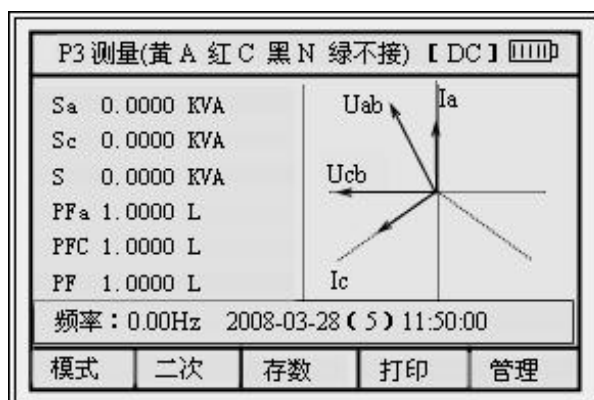 P3 测量(黄 A 红 C 黑 N 绿不接) 【 DC 】
Sa 0.0000 KVA
Sc 0.0000 KVA
S 0.0000 KVA
PFa 1.0000 L
PFC 1.0000 L
PF 1.0000 L
Uab
Ia
Ucb
Ic
频率：0.00Hz 2008-03-28 ( 5 ) 11:50:00
模式 二次 存数 打印 管理